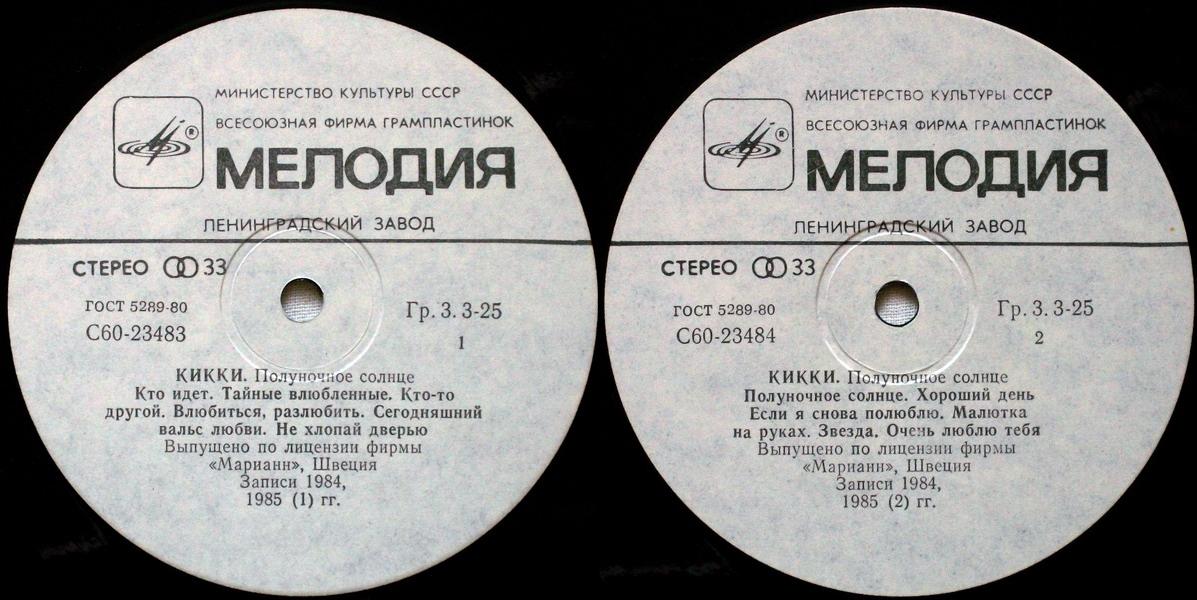 МИНИСТЕРСТВО КУЛЬТУРЫ СССР
ВСЕСОЮЗНАЯ ФИРМА ГРАМПЛАСТИНОК
®
МЕЛОДИЯ
ЛЕНИНГРАДСКИЙ ЗАВОД
СТЕРЕО 33
ГОСТ 5289-80
Гр. 3. 3-25
С60-23483
1
КИККИ. Полуночное солнце
Кто идет. Тайные влюбленные. Кто-то
другой. Влюбиться, разлюбить. Сегодняшний
вальс любви. Не хлопай дверью
Выпущено по лицензии фирмы
«Марианн», Швеция
Записи 1984,
1985 (1) гг.
МИНИСТЕРСТВО КУЛЬТУРЫ СССР
ВСЕСОЮЗНАЯ ФИРМА ГРАМПЛАСТИНОК
®
МЕЛОДИЯ
ЛЕНИНГРАДСКИЙ ЗАВОД
СТЕРЕО 33
ГОСТ 5289-80
Гр. 3. 3-25
С60-23484
2
КИККИ. Полуночное солнце
Полуночное солнце. Хороший день
Если я снова полюблю. Малютка
на руках. Звезда. Очень люблю тебя
Выпущено по лицензии фирмы
«Марианн», Швеция
Записи 1984,
1985 (2) гг.